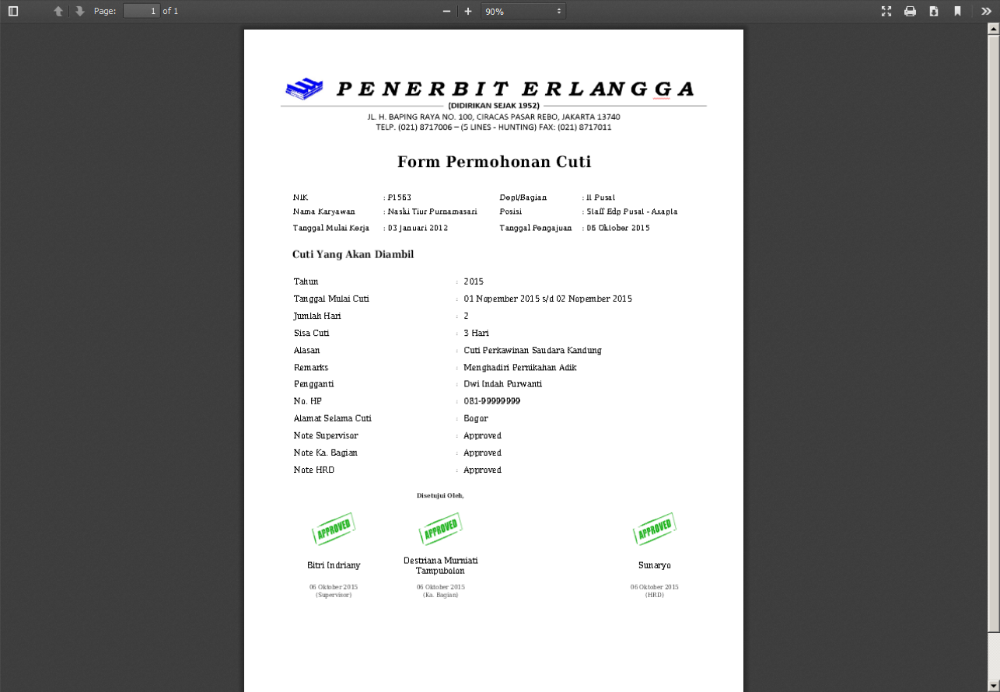 Page: 1 of 1 90%
PENERBIT ERLANGGA
(DIDIRIKAN SEJAK 1952)
JL. H. BAPING RAYA NO. 100, CIRACAS PASAR REBO, JAKARTA 13740
TELP. (021) 8717006 – (5 LINES - HUNTING) FAX: (021) 8717011
Form Permohonan Cuti
NIK : P1563 Dept/Bagian : It Pusat
Nama Karyawan : Naski Tiur Purnamasari Posisi : Staff Edp Pusat - Axapta
Tanggal Mulai Kerja : 03 Januari 2012 Tanggal Pengajuan : 06 Oktober 2015
Cuti Yang Akan Diambil
Tahun : 2015
Tanggal Mulai Cuti : 01 Nopember 2015 s/d 02 Nopember 2015
Jumlah Hari : 2
Sisa Cuti : 3 Hari
Alasan : Cuti Perkawinan Saudara Kandung
Remarks : Menghadiri Pernikahan Adik
Pengganti : Dwi Indah Purwanti
No. HP : 081-99999999
Alamat Selama Cuti : Bogor
Note Supervisor : Approved
Note Ka. Bagian : Approved
Note HRD : Approved
Disetujui Oleh,
APPROVED APPROVED APPROVED
Bitri Indriany Destriana Murniati Sunaryo
Tampubolon
06 Oktober 2015 06 Oktober 2015 06 Oktober 2015
(Supervisor) (Ka. Bagian) (HRD)